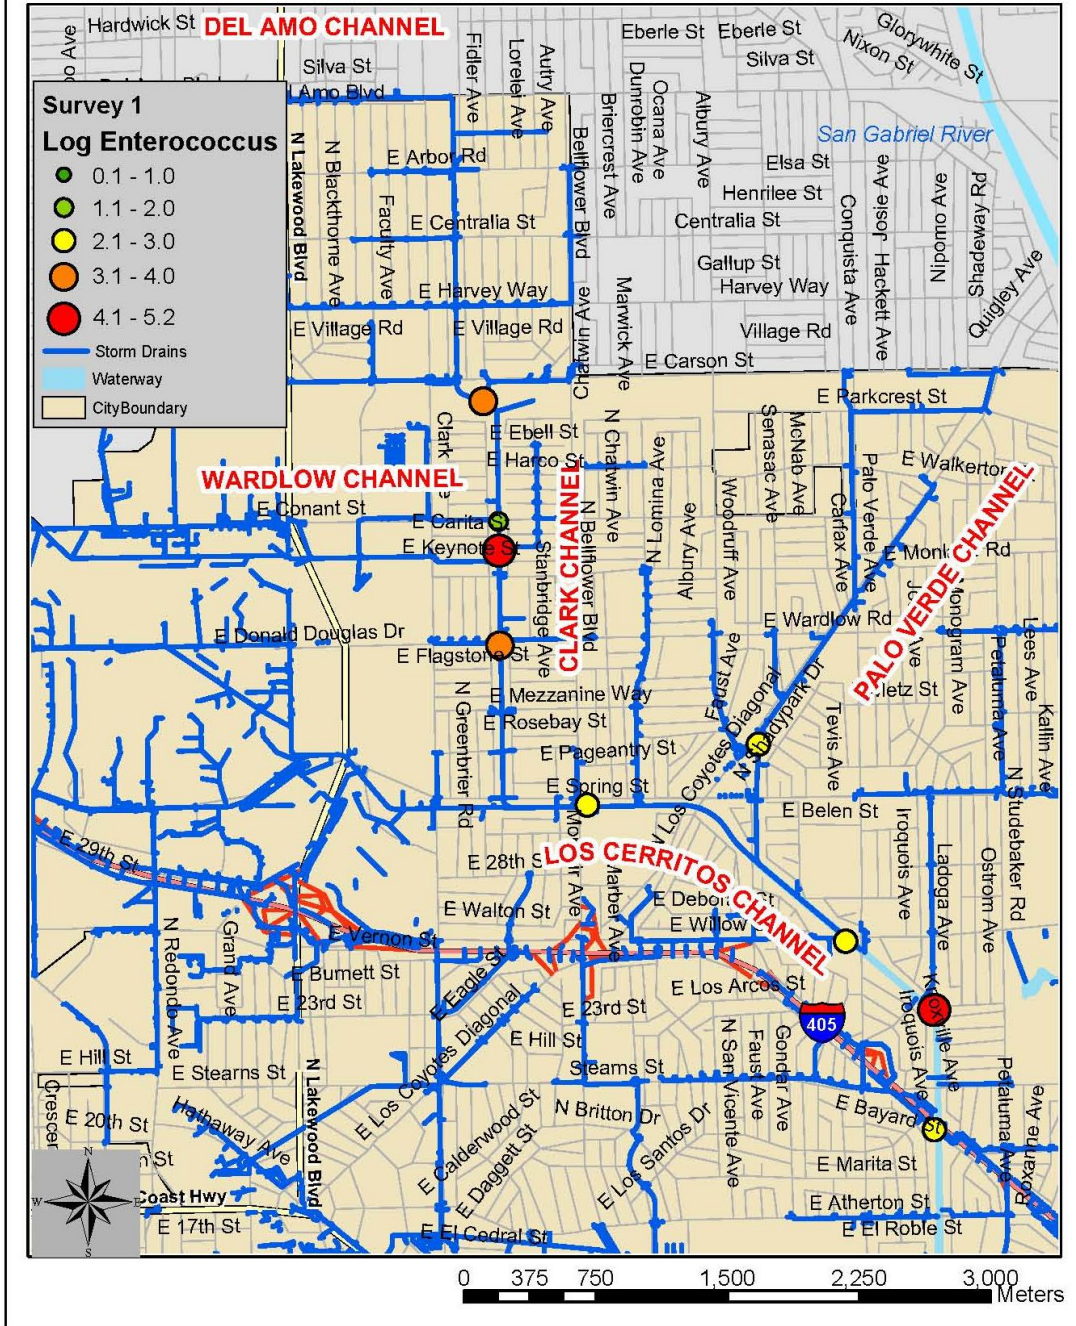 Hardwick St
DEL AMO CHANNEL
Eberle St
Eberle St
Glorywhite St
Silva St
Nixon St
Silva St
Amo Blvd
Fidler Ave
Lorelei Ave
Autry Ave
Dunrobin Ave
Ocana Ave
Albury Ave
Briercrest Ave
San Gabriel River
Survey 1
Log Enterococcus
0.1 - 1.0
1.1 - 2.0
2.1 - 3.0
3.1 - 4.0
4.1 - 5.2
Storm Drains
Waterway
CityBoundary
N Lakewood Blvd
N Blackthorne Ave
Faculty Ave
E Arbor Rd
Bellflower Blvd
Elsa St
Henrilee St
Centralia St
E Centralia St
Conquista Ave
Josie Ave
Hackett Ave
Nipomo Ave
Shadeway Rd
Gallup St
Harvey Way
E Harvey Way
Quigley Ave
E Village Rd
E Village Rd
Village Rd
Charlwin Ave
Marwick Ave
E Carson St
E Parkcrest St
Clark
E Ebell St
E Harco St
N Chatwin Ave
N Lomina Ave
Senasac Ave
McNab Ave
E Walkerton
WARDLOW CHANNEL
E Conant St
E Carita St
E Keynote St
Stanbridge Ave
CLARK CHANNEL
N Bellflower Blvd
Albury Ave
Woodruff Ave
Carfax Ave
Palo Verde Ave
PALO VERDE CHANNEL
E Wardlow Rd
Monogram Ave
E Donald Douglas Dr
E Flagstone St
Faust Ave
Metz St
Petaluma Ave
Lees Ave
Kallin Ave
N Greenbrier Rd
E Mezzanine Way
E Rosebay St
E Pageantry St
N Shadypark Dr
N Los Coyotes Diagonal
Tevis Ave
E Spring St
E Belen St
N Studebaker Rd
E 29th St
E 28th St
LOS CERRITOS CHANNEL
Marber Ave
Iroquois Ave
Ladoga Ave
Ostrom Ave
E Walton St
E Willow
N Redondo Ave
Grand Ave
E Vernon St
E Burnett St
E 23rd St
E Eagle St
E Los Arcos St
E 23rd St
405
Knoxville Ave
Iroquois Ave
E Hill St
E Hill St
E Stearns St
Stearns St
E Los Coyotes Diagonal
N San Vicente Ave
Faust Ave
Gondar Ave
Crescer
E 20th St
Hathaway Ave
N Lakewood Blvd
E Calderwood St
N Britton Dr
E Bayard St
Petaluma Ave
Roxanne Ave
n St
E Daggett St
E Los Santos Dr
E Marita St
N
W
E
S
Coast Hwy
E 17th St
E El Cedral St
E Atherton St
E El Roble St
0 375 750 1,500 2,250 3,000
Meters